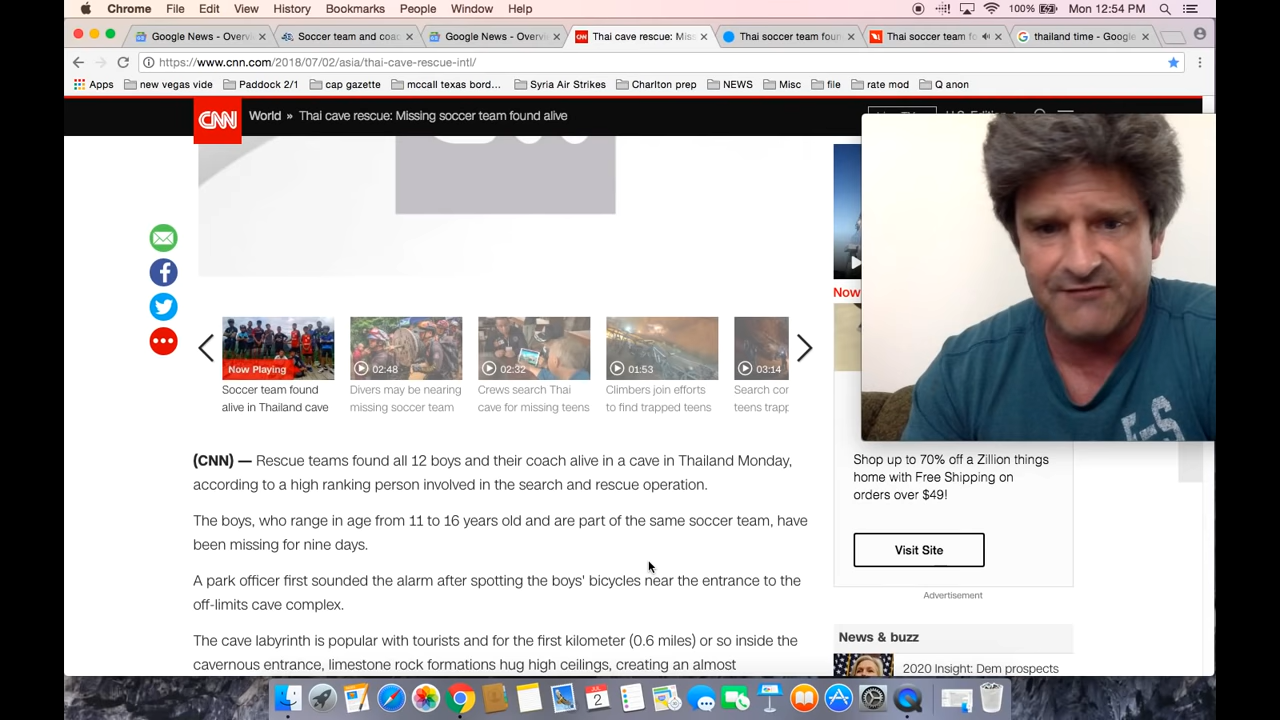 Chrome File Edit View History Bookmarks People Window Help 100% Mon 12:54 PM
Google News - Overvi
Soccer team and coac
Google News - Overvi
Thai cave rescue: Mis
Thai soccer team foun
Thai soccer team fo
thailand time - Google
https://www.cnn.com/2018/07/02/asia/thai-cave-rescue-intl/
Apps new vegas vide Paddock 2/1 cap gazette mccall texas bord... Syria Air Strikes Charlton prep NEWS Misc file rate mod Q anon
CNN World » Thai cave rescue: Missing soccer team found alive
Now Playing
02:48
02:32
01:53
03:14
Soccer team found
alive in Thailand cave
Divers may be nearing
missing soccer team
Crews search Thai
cave for missing teens
Climbers join efforts
to find trapped teens
Search cor
teens trapp
(CNN) — Rescue teams found all 12 boys and their coach alive in a cave in Thailand Monday,
according to a high ranking person involved in the search and rescue operation.
The boys, who range in age from 11 to 16 years old and are part of the same soccer team, have
been missing for nine days.
A park officer first sounded the alarm after spotting the boys' bicycles near the entrance to the
off-limits cave complex.
The cave labyrinth is popular with tourists and for the first kilometer (0.6 miles) or so inside the
cavernous entrance, limestone rock formations hug high ceilings, creating an almost
Now
Shop up to 70% off a Zillion things
home with Free Shipping on
orders over $49!
Visit Site
Advertisement
News & buzz
2020 Insight: Dem prospects
JUL
2